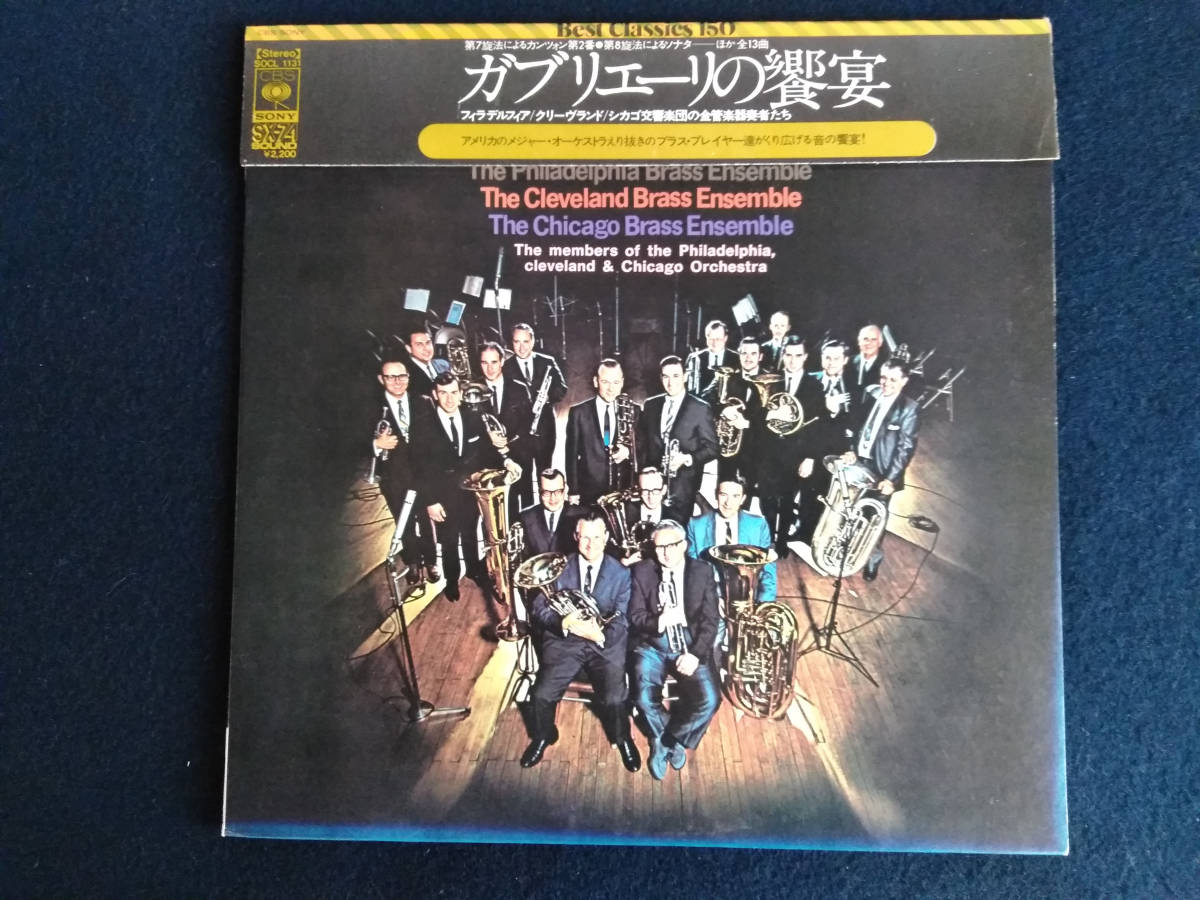 CBS SONY
Best Classics 150
【Stereo】
SOCL 1131
CBS
SONY
SX-74
SOUND
¥2,200
第7旋法によるカンツォン第2番●第8旋法によるソナタ——ほか全13曲
ガブリエーリの饗宴
フィラデルフィア/クリーヴランド/シカゴ交響楽団の金管楽器奏者たち
アメリカのメジャー・オーケストラえり抜きのブラス・プレイヤー達がくり広げる音の饗宴!
The Philadelphia Brass Ensemble
The Cleveland Brass Ensemble
The Chicago Brass Ensemble
The members of the Philadelphia,
cleveland & Chicago Orchestra